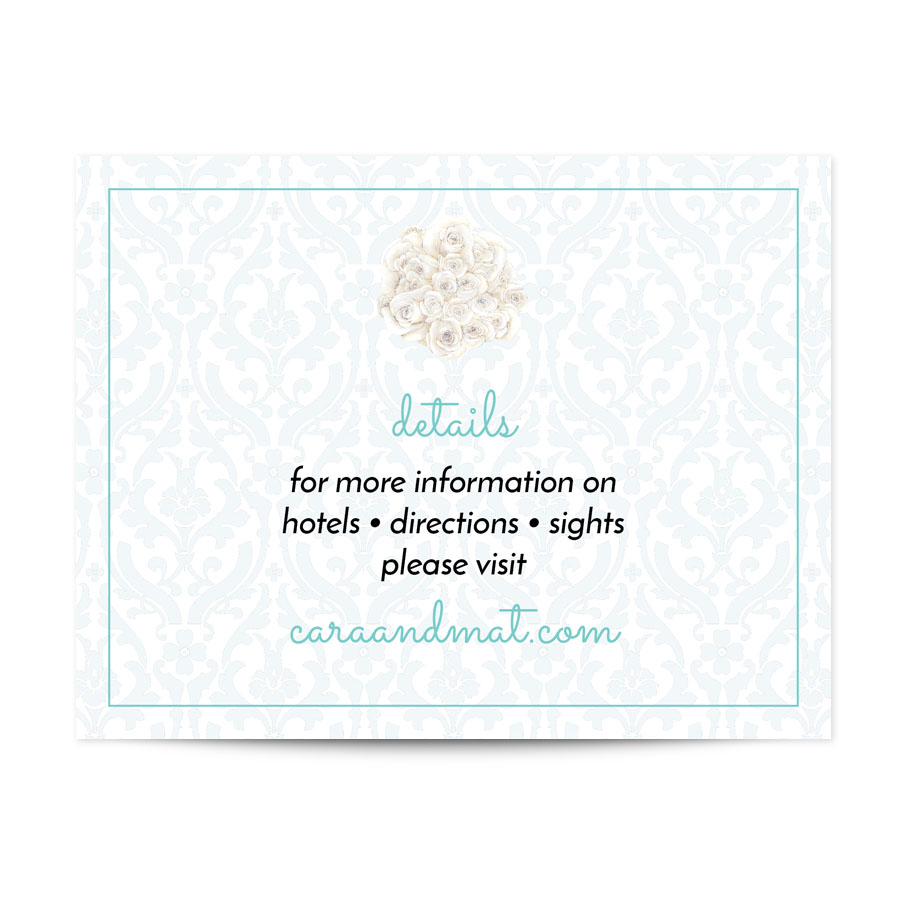 details
for more information on
hotels • directions • sights
please visit
caraandmat.com